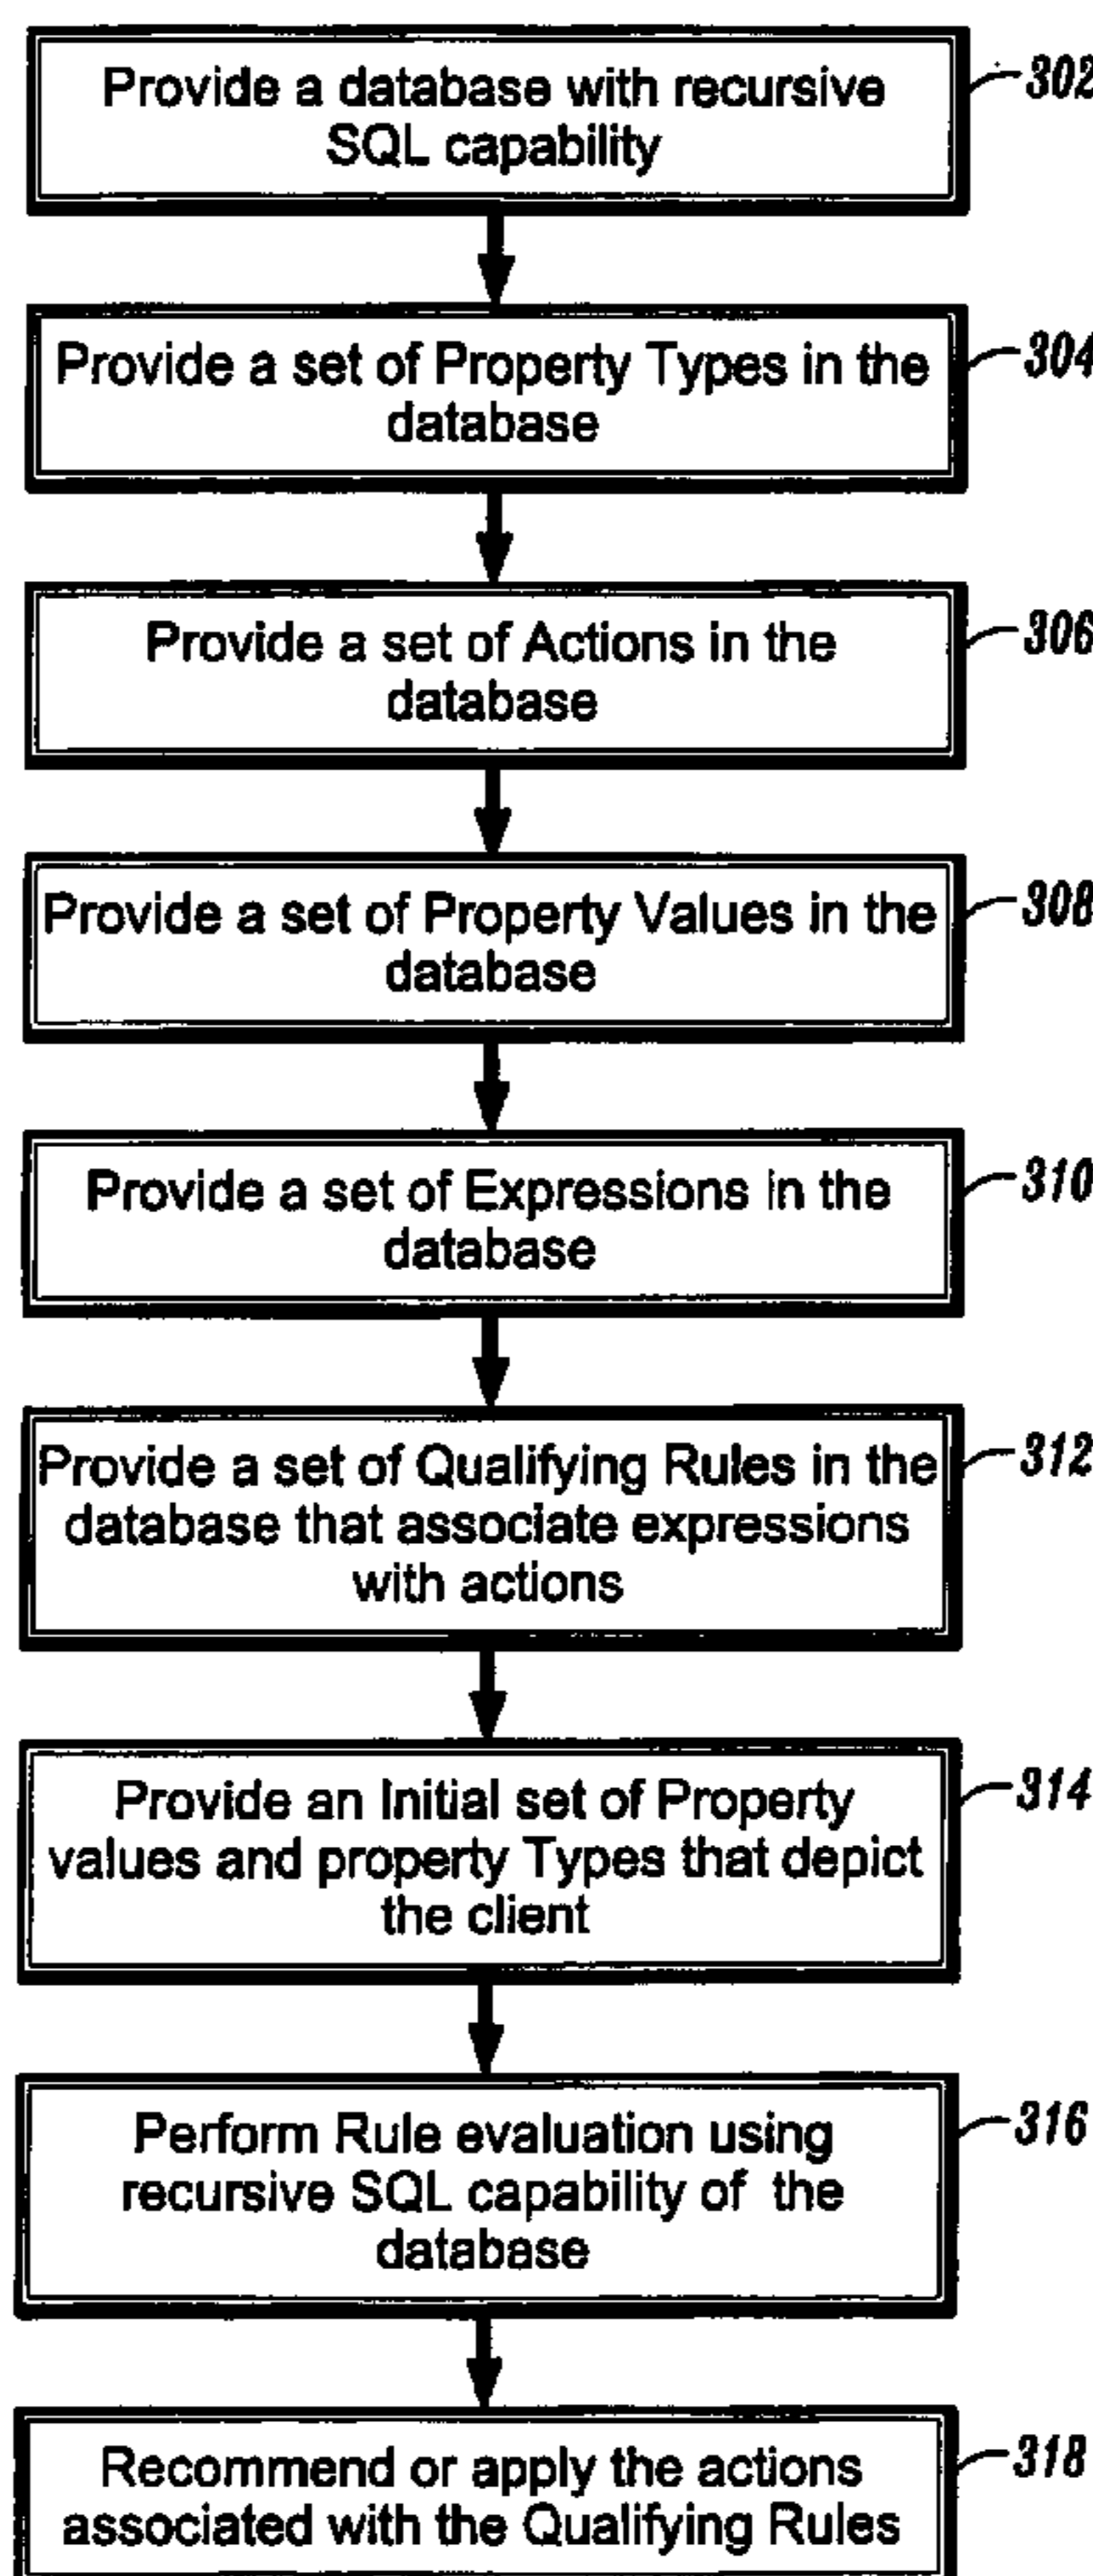 Provide a database with recursive
SQL capability
302
Provide a set of Property Types in the
database
304
Provide a set of Actions in the
database
306
Provide a set of Property Values in the
database
308
Provide a set of Expressions in the
database
310
Provide a set of Qualifying Rules in the
database that associate expressions
with actions
312
Provide an Initial set of Property
values and property Types that depict
the client
314
Perform Rule evaluation using
recursive SQL capability of the
database
316
Recommend or apply the actions
associated with the Qualifying Rules
318